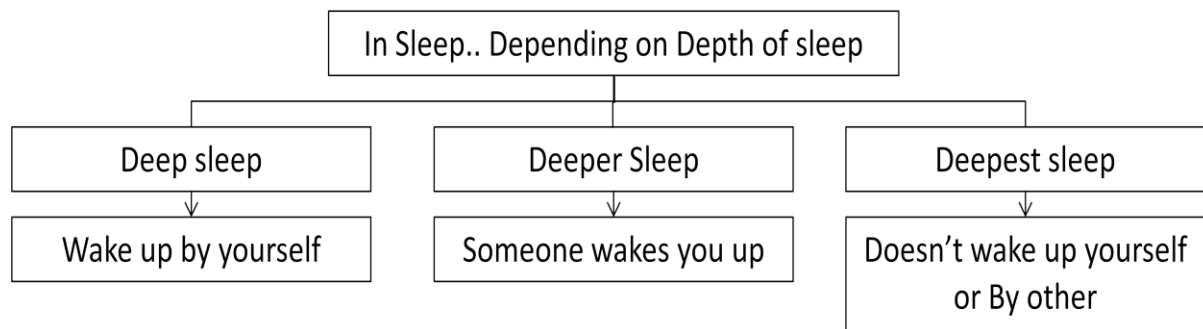 In Sleep.. Depending on Depth of sleep
Deep sleep
Deeper Sleep
Deepest sleep
Wake up by yourself
Someone wakes you up
Doesn’t wake up yourself
or By other